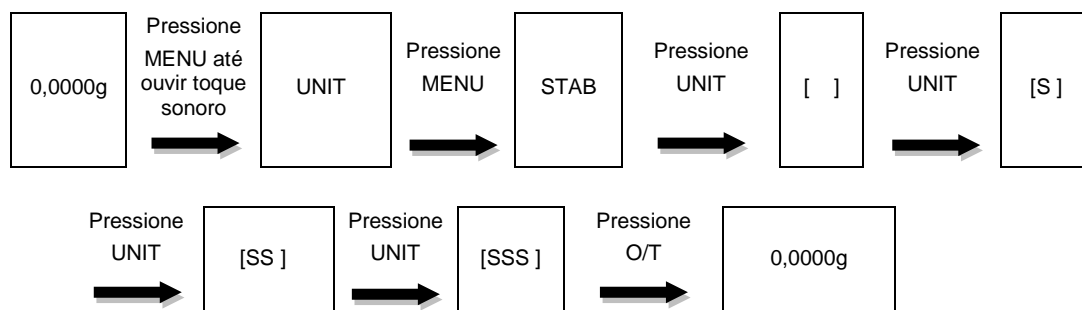 0,0000g
Pressione
MENU até
ouvir toque
sonoro
UNIT
Pressione
MENU
STAB
Pressione
UNIT
[ ]
Pressione
UNIT
[S ]
Pressione
UNIT
[SS ]
Pressione
UNIT
[SSS ]
Pressione
O/T
0,0000g